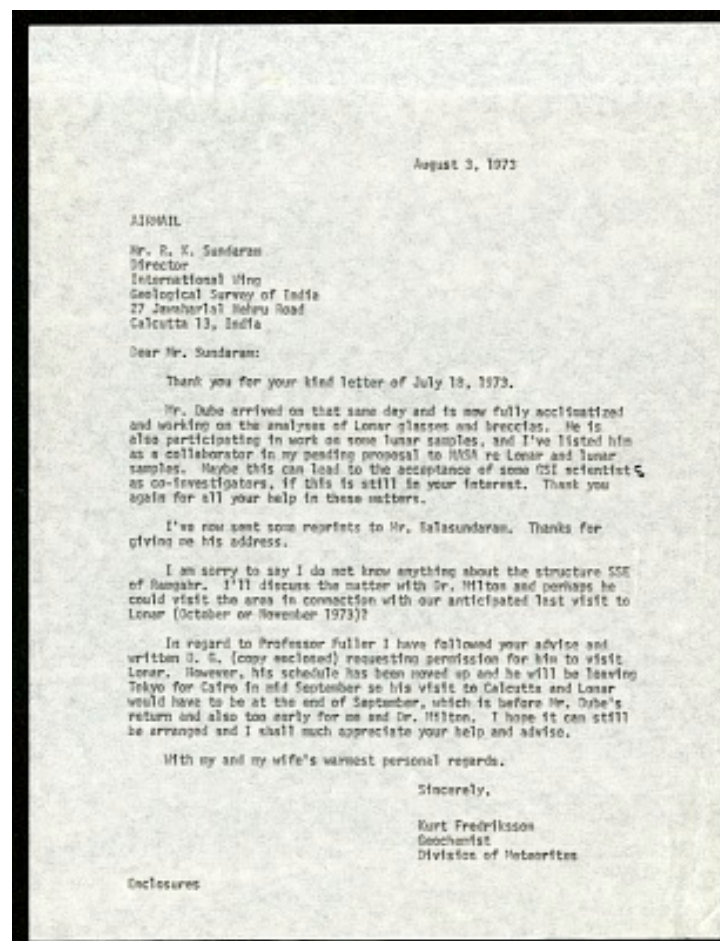 August 3, 1973
AIRMAIL
Mr. R. K. Sundaram
Director
International Wing
Geological Survey of India
27 Jawaharlal Nehru Road
Calcutta 13, India
Dear Mr. Sundaram:
Thank you for your kind letter of July 18, 1973.
Mr. Dube arrived on that same day and is now fully acclimatized
and working on the analyses of Lonar glasses and breccias. He is
also participating in work on some lunar samples, and I've listed him
as a collaborator in my pending proposal to NASA re Lonar and lunar
samples. Maybe this can lead to the acceptance of some GSI scientists
as co-investigators, if this is still in your interest. Thank you
again for all your help in these matters.
I've now sent some reprints to Mr. Balasundaram. Thanks for
giving me his address.
I am sorry to say I do not know anything about the structure SSE
of Ramgahr. I'll discuss the matter with Dr. Milton and perhaps he
could visit the area in connection with our anticipated last visit to
Lonar (October or November 1973)?
In regard to Professor Fuller I have followed your advise and
written D. G. (copy enclosed) requesting permission for him to visit
Lonar. However, his schedule has been moved up and he will be leaving
Tokyo for Cairo in mid September so his visit to Calcutta and Lonar
would have to be at the end of September, which is before Mr. Dube's
return and also too early for me and Dr. Milton. I hope it can still
be arranged and I shall much appreciate your help and advise.
With my and my wife's warmest personal regards.
Sincerely,
Kurt Fredriksson
Geochemist
Division of Meteorites
Enclosures